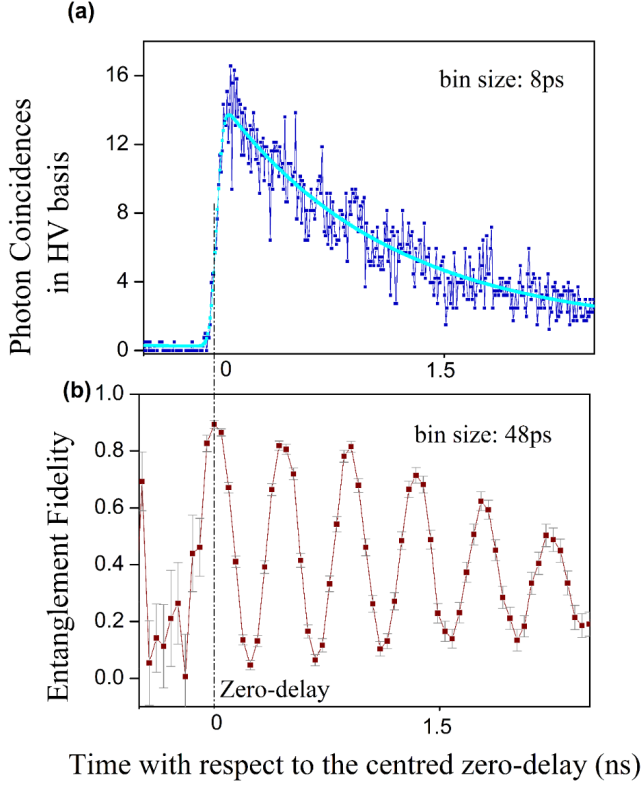 (a)
bin size: 8ps
Photon Coincidences
in HV basis
16
12
8
4
0
0
1.5
(b)
bin size: 48ps
Entanglement Fidelity
1.0
0.8
0.6
0.4
0.2
0.0
Zero-delay
0
1.5
Time with respect to the centred zero-delay (ns)